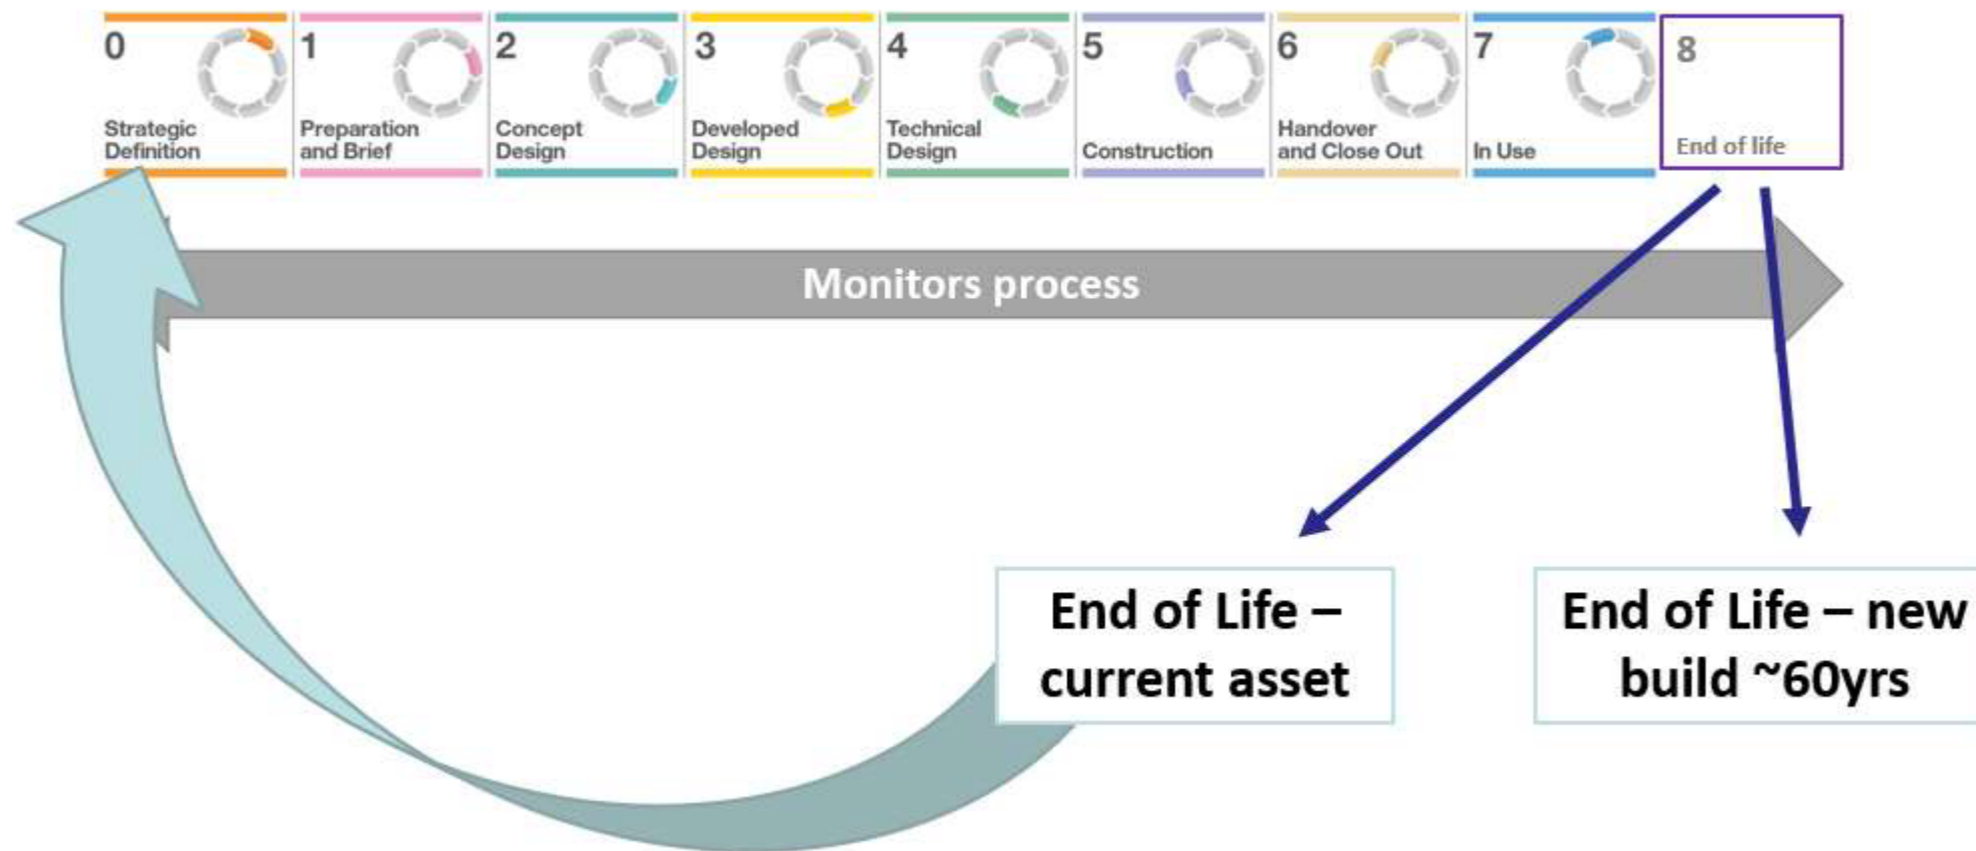 0
Strategic
Definition
1
Preparation
and Brief
2
Concept
Design
3
Developed
Design
4
Technical
Design
5
Construction
6
Handover
and Close Out
7
In Use
8
End of life
Monitors process
End of Life –
current asset
End of Life – new
build ~60yrs